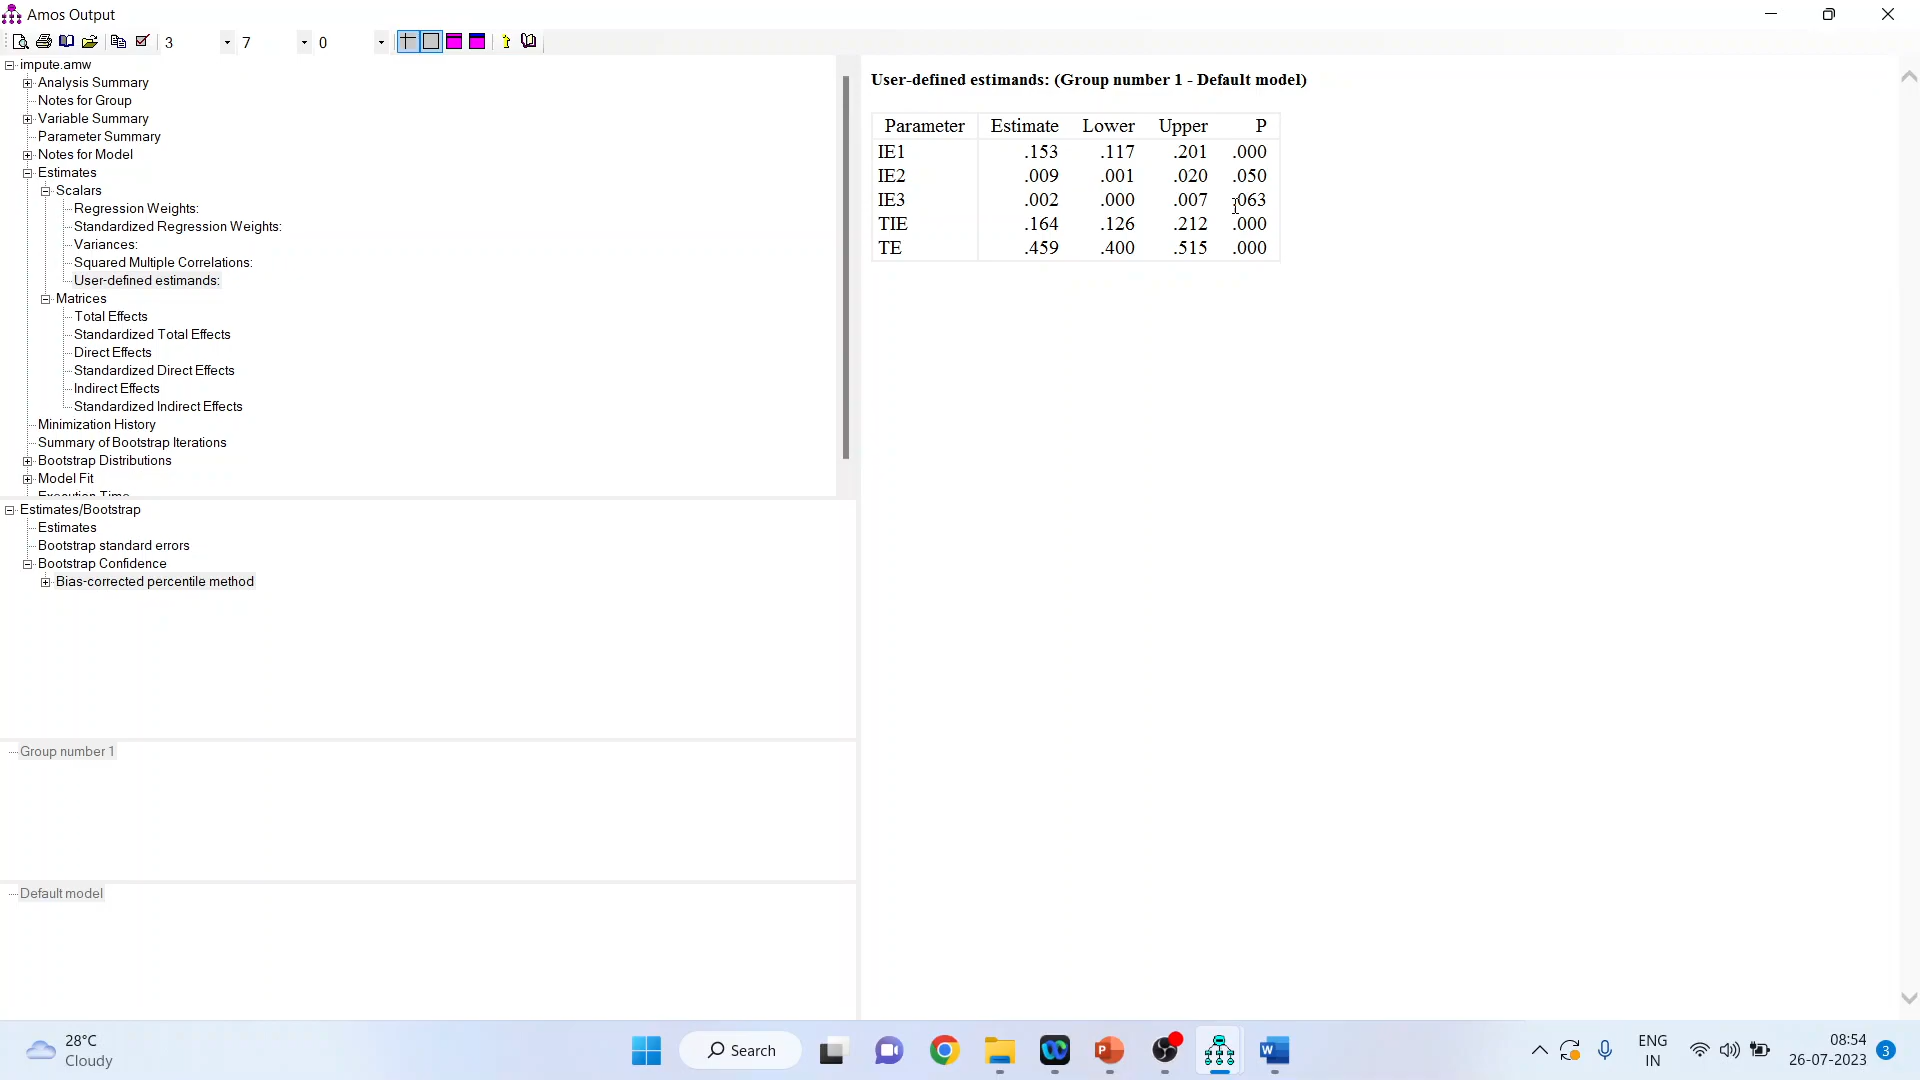 Amos Output
3 7 0
impute.amw
Analysis Summary
Notes for Group
Variable Summary
Parameter Summary
Notes for Model
Estimates
Scalars
Regression Weights:
Standardized Regression Weights:
Variances:
Squared Multiple Correlations:
User-defined estimands:
Matrices
Total Effects
Standardized Total Effects
Direct Effects
Standardized Direct Effects
Indirect Effects
Standardized Indirect Effects
Minimization History
Summary of Bootstrap Iterations
Bootstrap Distributions
Model Fit
Execution Time
Estimates/Bootstrap
Estimates
Bootstrap standard errors
Bootstrap Confidence
Bias-corrected percentile method
Group number 1
Default model
User-defined estimands: (Group number 1 - Default model)
Parameter Estimate Lower Upper P
IE1 .153 .117 .201 .000
IE2 .009 .001 .020 .050
IE3 .002 .000 .007 .063
TIE .164 .126 .212 .000
TE .459 .400 .515 .000
28°C
Cloudy
Search
ENG
IN
08:54
26-07-2023
3